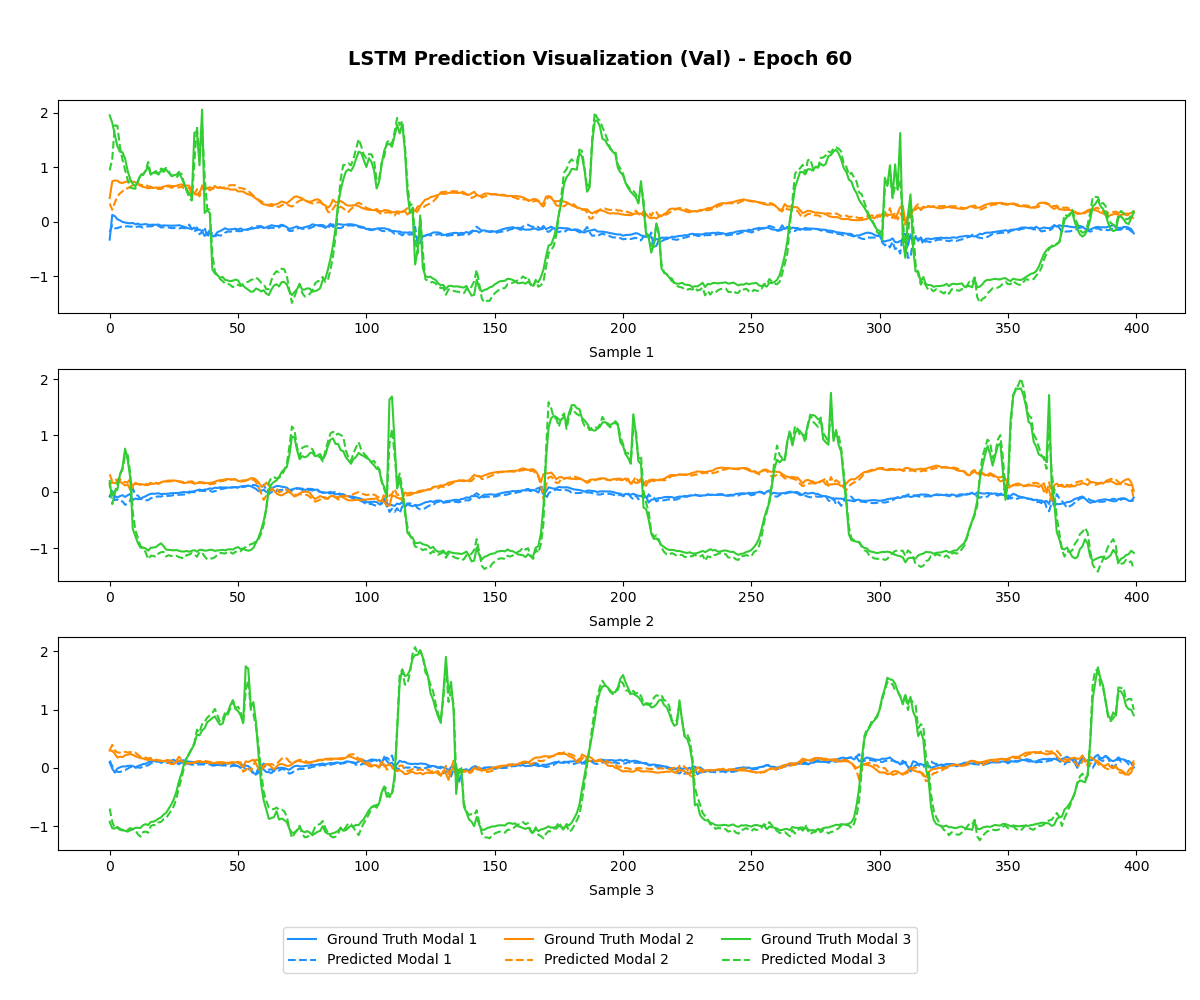 LSTM Prediction Visualization (Val) - Epoch 60
2
1
0
−1
0 50 100 150 200 250 300 350 400
Sample 1
2
1
0
−1
0 50 100 150 200 250 300 350 400
Sample 2
2
1
0
−1
0 50 100 150 200 250 300 350 400
Sample 3
Ground Truth Modal 1 Ground Truth Modal 2 Ground Truth Modal 3
Predicted Modal 1 Predicted Modal 2 Predicted Modal 3